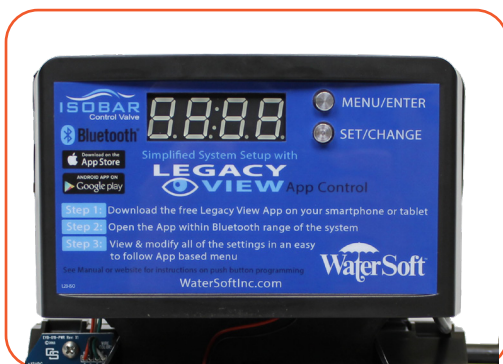 ISOBAR
Control Valve
Bluetooth®
88:88
MENU/ENTER
SET/CHANGE
Download on the
App Store
ANDROID APP ON
Google play
Simplified System Setup with
LEGACY
VIEW App Control
Step 1: Download the free Legacy View App on your smartphone or tablet
Step 2: Open the App within Bluetooth range of the system
Step 3: View & modify all of the settings in an easy
to follow App based menu
See Manual or website for instructions on push button programming
WaterSoft
WaterSoftInc.com